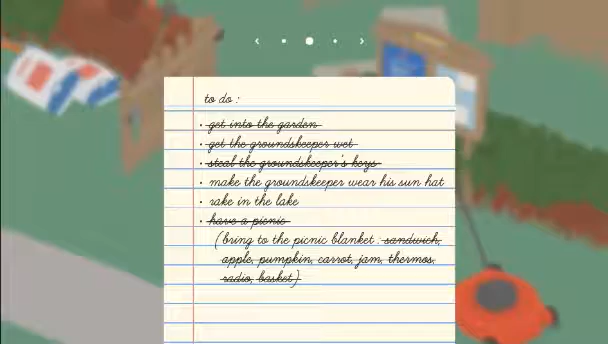 to do :
• get into the garden
• get the groundskeeper wet
• steal the groundskeeper's keys
• make the groundskeeper wear his sun hat
• rake in the lake
• have a picnic
(bring to the picnic blanket : sandwich,
apple, pumpkin, carrot, jam, thermos,
radio, basket)